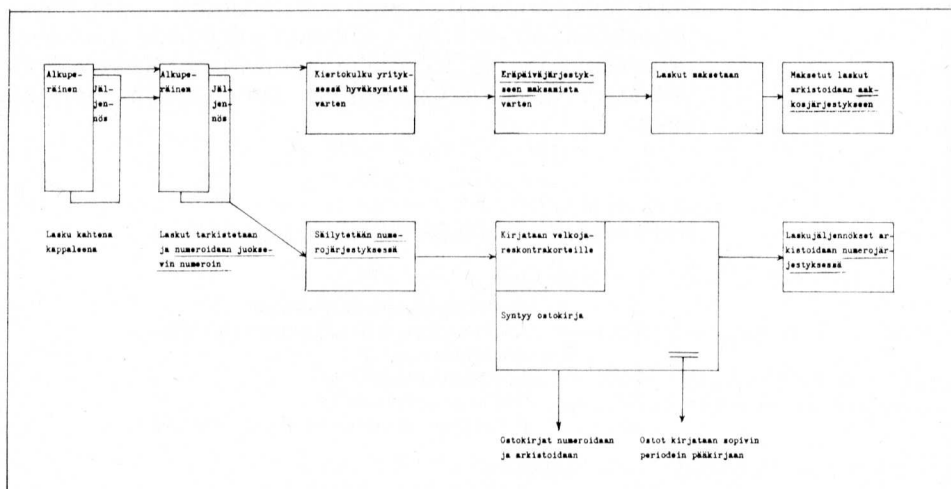 Alkupe-
räinen
Jäl-
jen-
nös
Alkupe-
räinen
Jäl-
jen-
nös
Kiertokulku yrityk-
sessä hyväksymistä
varten
Eräpäiväjärjestyk-
seen maksamista
varten
Laskut maksetaan
Maksetut laskut
arkistoidaan aak-
kosjärjestykseen
Lasku kahtena
kappaleena
Laskut tarkistetaan
ja numeroidaan juokse-
vin numeroin
Säilytetään nume-
rojärjestyksessä
Kirjataan velkoja-
reskontrakorteille
Syntyy ostokirja
Laskujäljennökset ar-
kistoidaan numerojär-
jestyksessä
Ostokirjat numeroidaan
ja arkistoidaan
Ostot kirjataan sopivin
periodein pääkirjaan